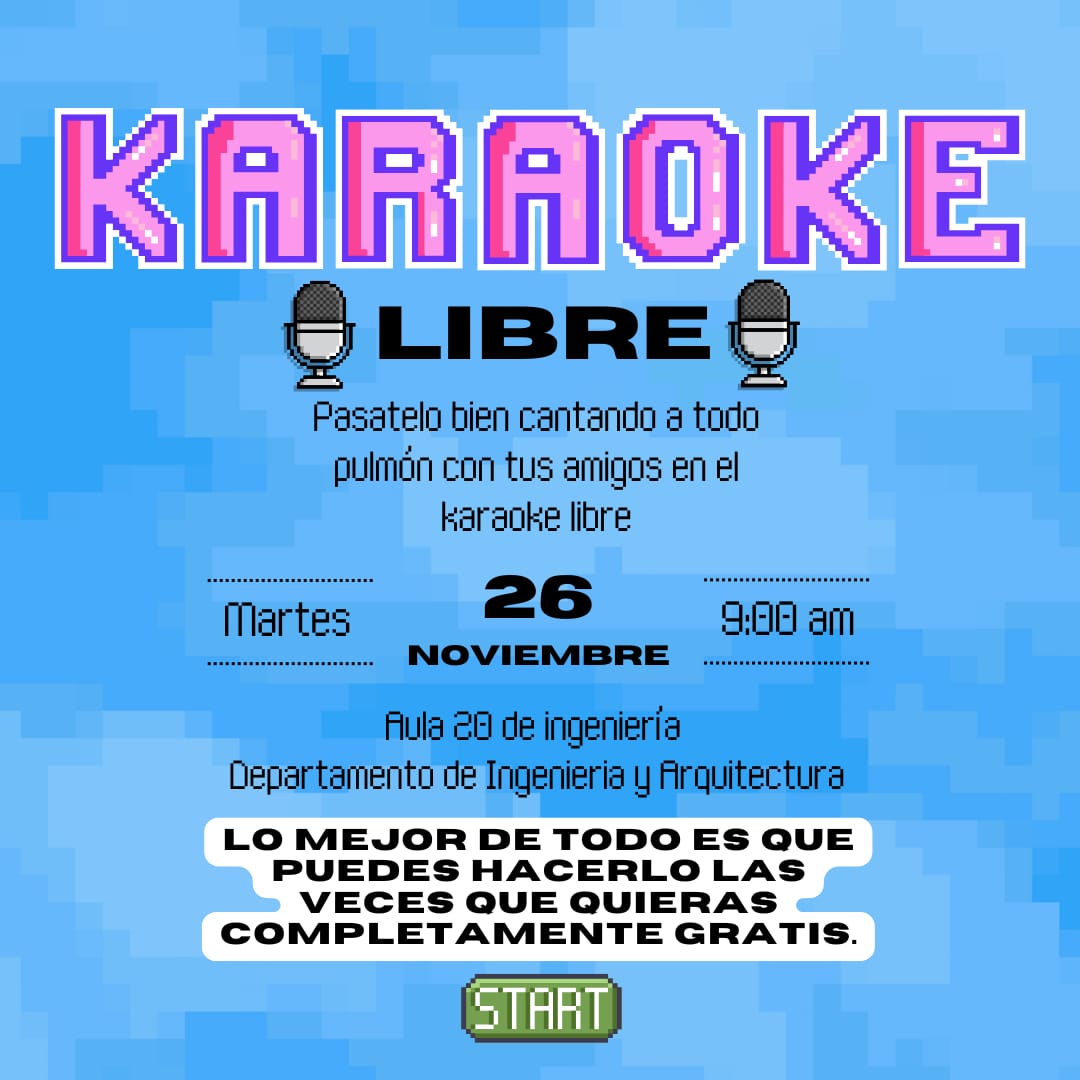 KARAOKE
LIBRE
Pasatelo bien cantando a todo
pulmón con tus amigos en el
karaoke libre
Martes
26
NOVIEMBRE
9:00 am
Aula 20 de ingeniería
Departamento de Ingenieria y Arquitectura
LO MEJOR DE TODO ES QUE
PUEDES HACERLO LAS
VECES QUE QUIERAS
COMPLETAMENTE GRATIS.
START